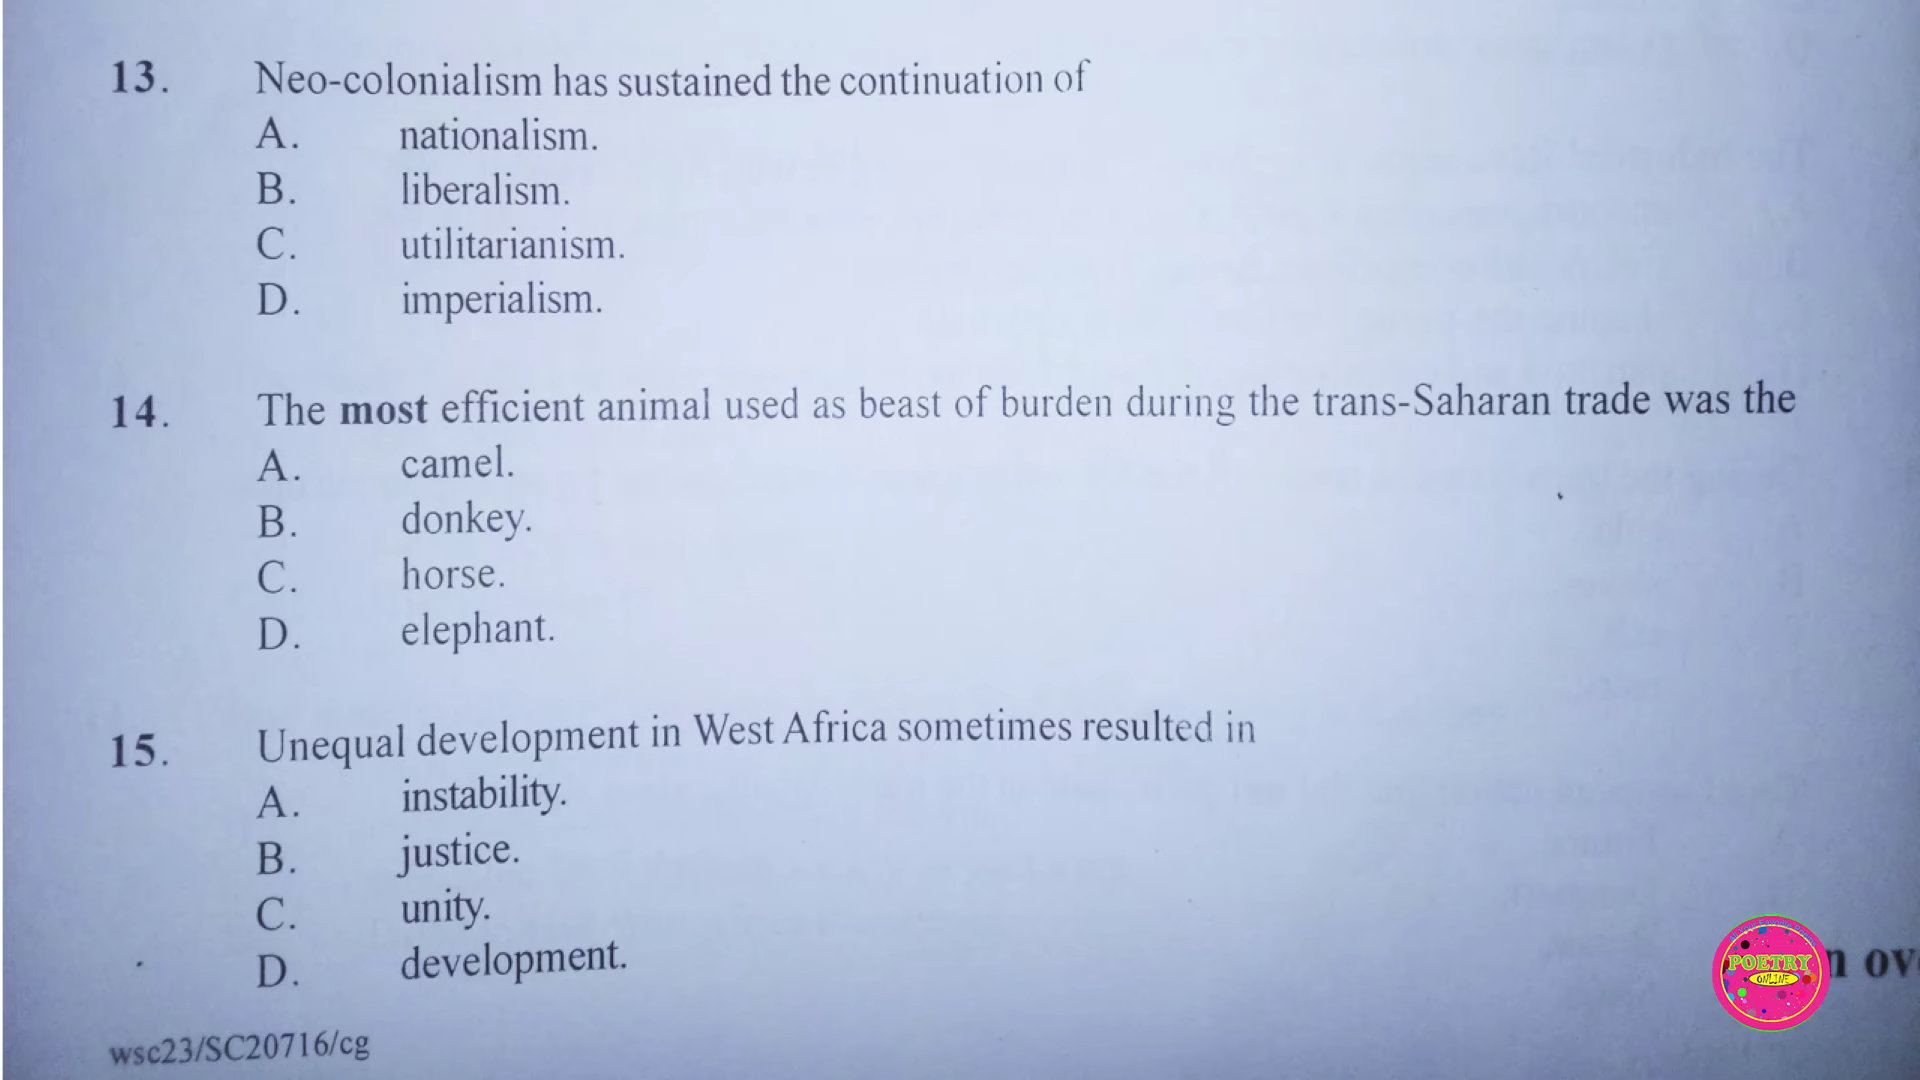 13. Neo-colonialism has sustained the continuation of
A. nationalism.
B. liberalism.
C. utilitarianism.
D. imperialism.
14. The most efficient animal used as beast of burden during the trans-Saharan trade was the
A. camel.
B. donkey.
C. horse.
D. elephant.
15. Unequal development in West Africa sometimes resulted in
A. instability.
B. justice.
C. unity.
D. development.
POETRY
ONLINE
n ov
wsc23/SC20716/cg